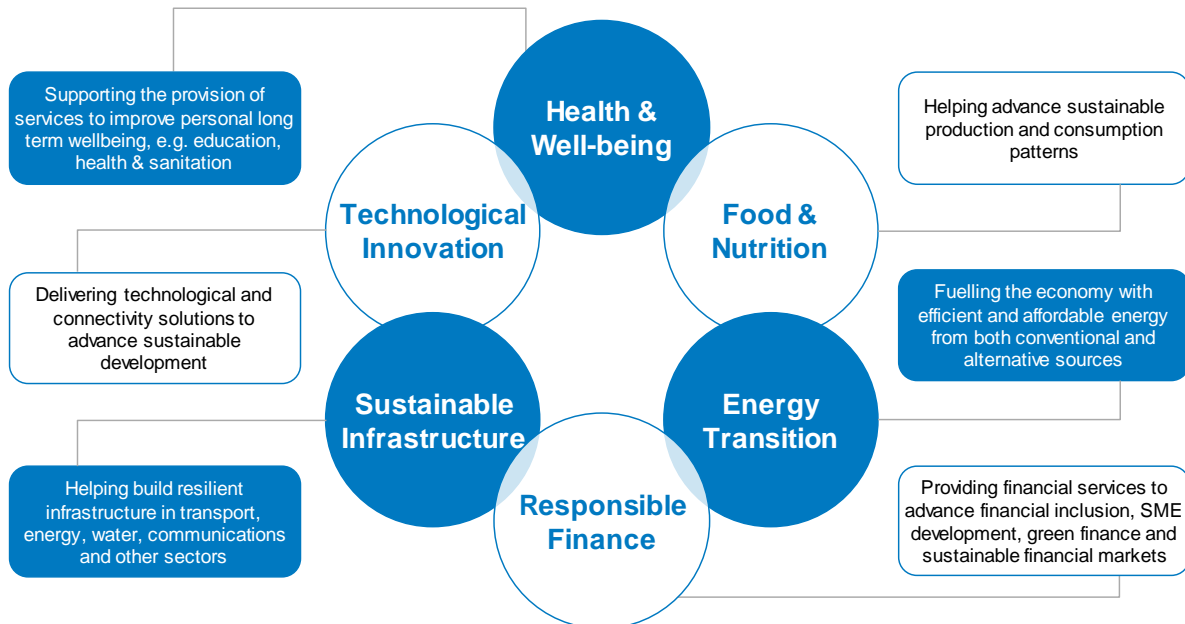 Health &
Well-being
Supporting the provision of
services to improve personal long
term wellbeing, e.g. education,
health & sanitation
Helping advance sustainable
production and consumption
patterns
Technological
Innovation
Food &
Nutrition
Delivering technological and
connectivity solutions to
advance sustainable
development
Fuelling the economy with
efficient and affordable energy
from both conventional and
alternative sources
Sustainable
Infrastructure
Energy
Transition
Helping build resilient
infrastructure in transport,
energy, water, communications
and other sectors
Responsible
Finance
Providing financial services to
advance financial inclusion, SME
development, green finance and
sustainable financial markets